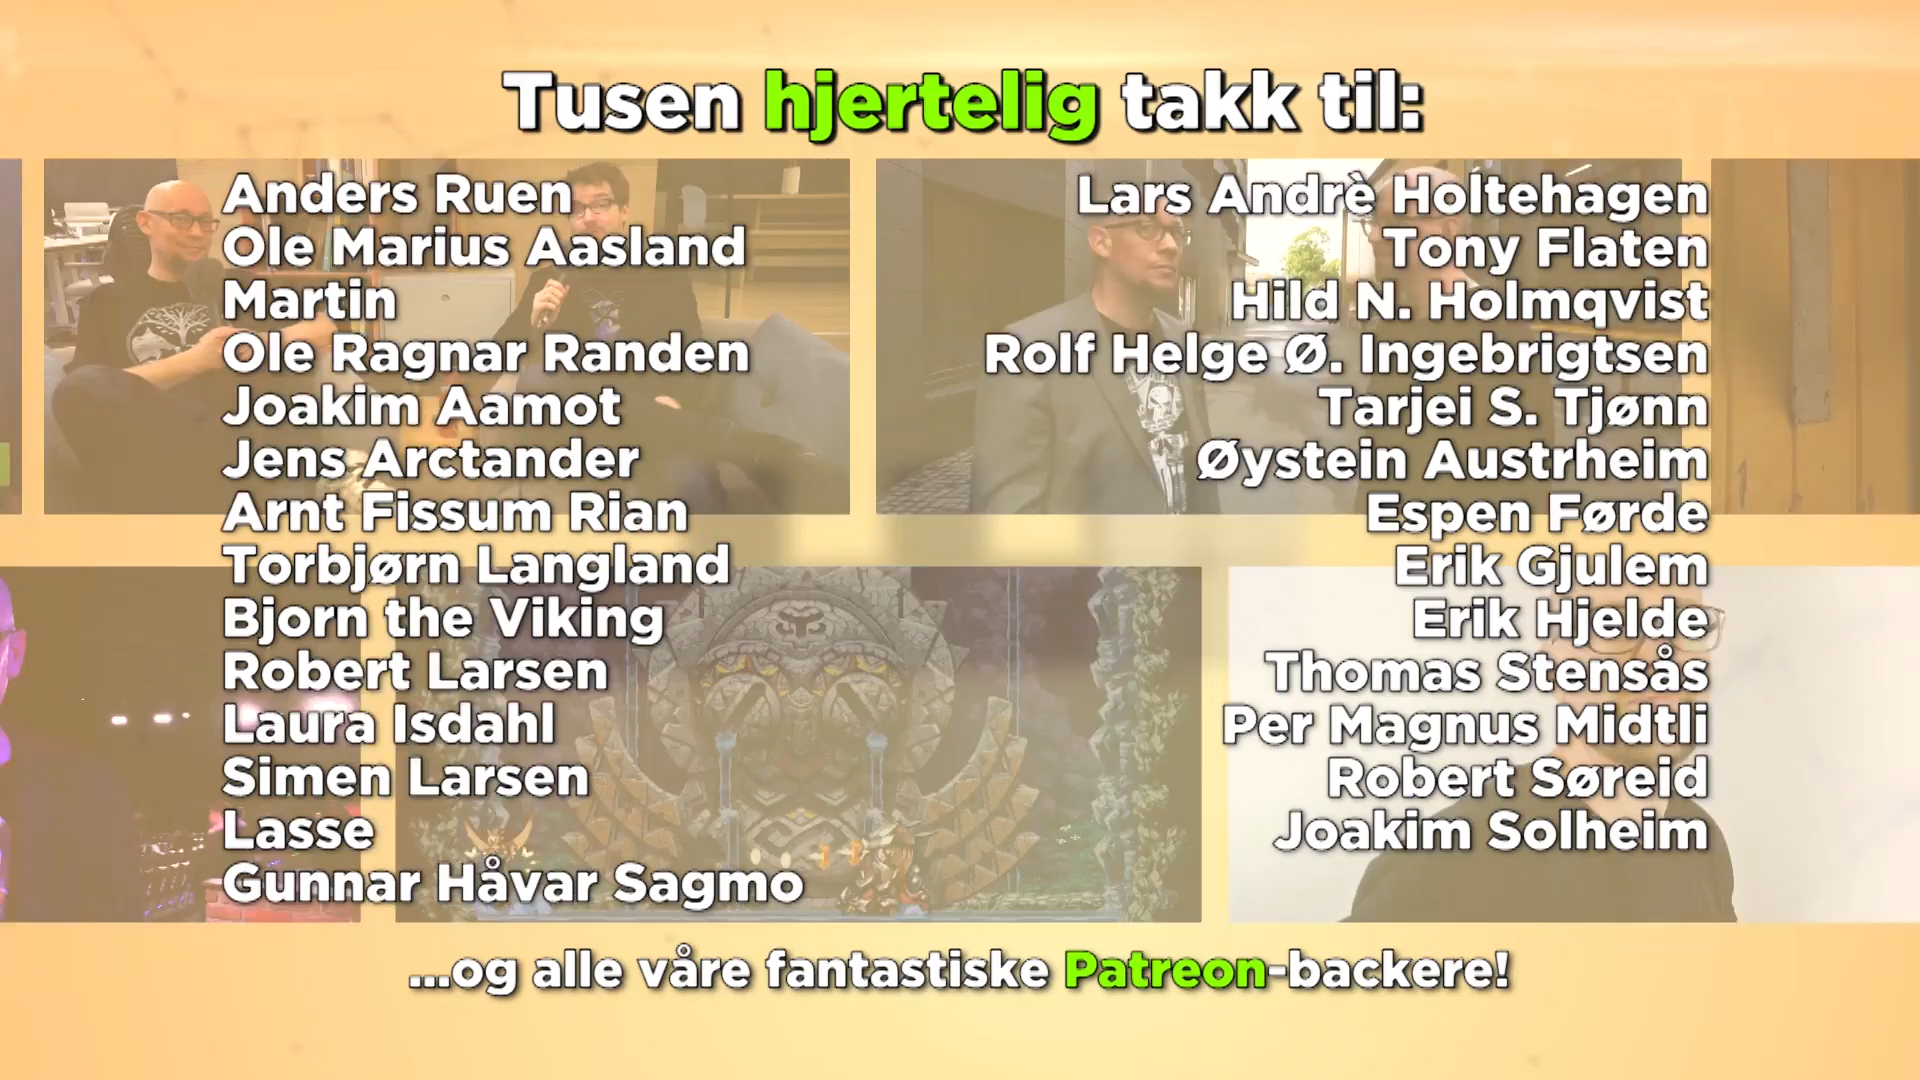 Tusen hjertelig takk til:
Anders Ruen
Ole Marius Aasland
Martin
Ole Ragnar Randen
Joakim Aamot
Jens Arctander
Arnt Fissum Rian
Torbjørn Langland
Bjorn the Viking
Robert Larsen
Laura Isdahl
Simen Larsen
Lasse
Gunnar Håvar Sagmo
Lars Andrè Holtehagen
Tony Flaten
Hild N. Holmqvist
Rolf Helge Ø. Ingebrigtsen
Tarjei S. Tjønn
Øystein Austrheim
Espen Førde
Erik Gjulem
Erik Hjelde
Thomas Stensås
Per Magnus Midtli
Robert Søreid
Joakim Solheim
...og alle våre fantastiske Patreon-backere!